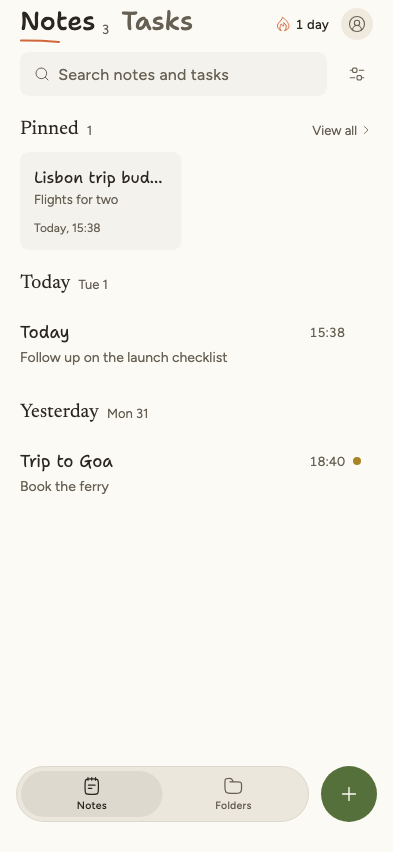 Notes 3 Tasks 1 day
Search notes and tasks
Pinned 1 View all
Lisbon trip bud...
Flights for two
Today, 15:38
Today Tue 1
Today 15:38
Follow up on the launch checklist
Yesterday Mon 31
Trip to Goa 18:40
Book the ferry
Notes Folders